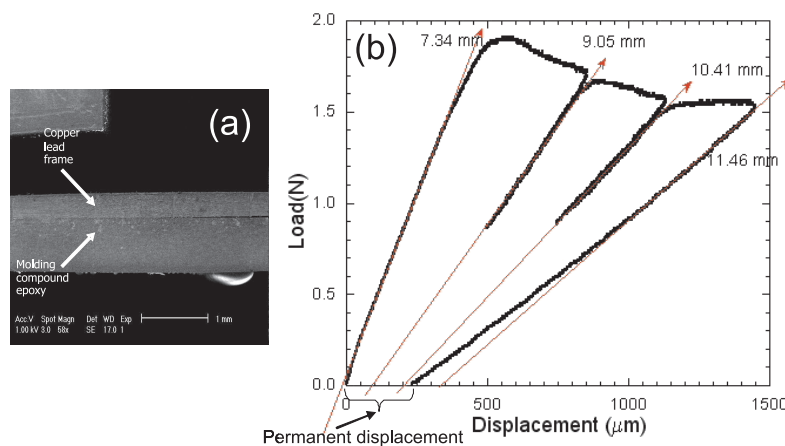 (a)
Copper lead
frame
Molding
compound
epoxy
Acc.V Spot Magn Det WD Exp
1.00 kV 3.0 58x SE 17.0 1
1 mm
(b)
2.0
1.5
1.0
0.5
0.0
Load(N)
7.34 mm
9.05 mm
10.41 mm
11.46 mm
0
500
1000
1500
Displacement (μm)
Permanent displacement